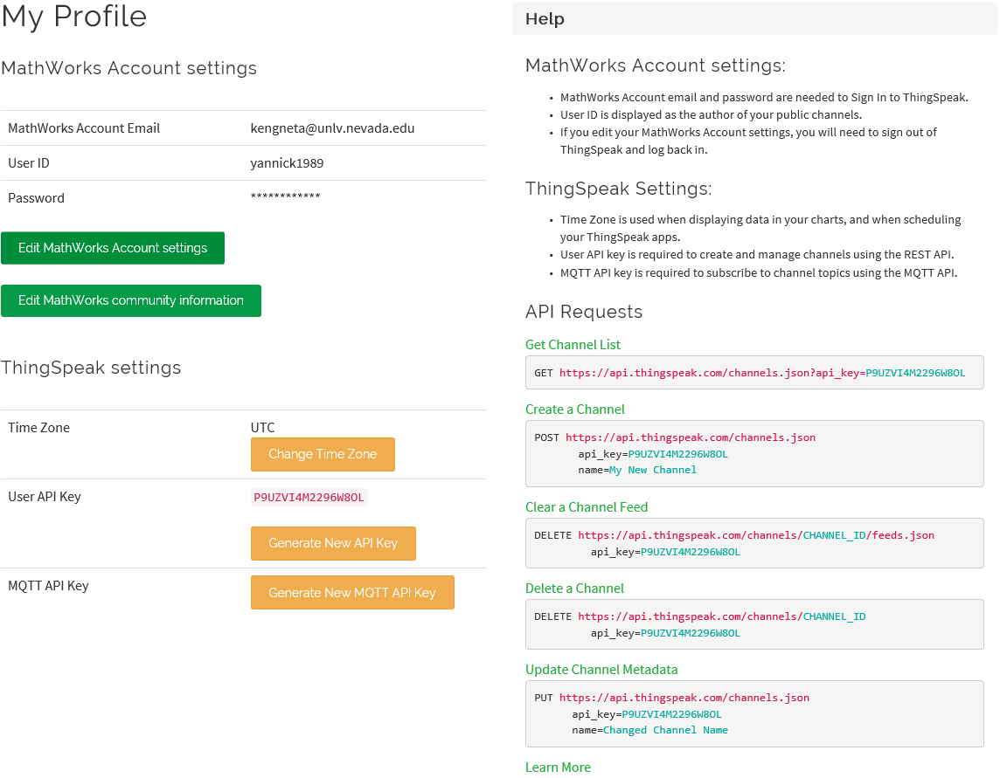 My Profile
MathWorks Account settings
MathWorks Account Email kengneta@unlv.nevada.edu
User ID yannick1989
Password ************
Edit MathWorks Account settings
Edit MathWorks community information
ThingSpeak settings
Time Zone UTC
Change Time Zone
User API Key P9UZVI4M2296W8OL
Generate New API Key
MQTT API Key Generate New MQTT API Key
Help
MathWorks Account settings:
• MathWorks Account email and password are needed to Sign In to ThingSpeak.
• User ID is displayed as the author of your public channels.
• If you edit your MathWorks Account settings, you will need to sign out of
ThingSpeak and log back in.
ThingSpeak Settings:
• Time Zone is used when displaying data in your charts, and when scheduling
your ThingSpeak apps.
• User API key is required to create and manage channels using the REST API.
• MQTT API key is required to subscribe to channel topics using the MQTT API.
API Requests
Get Channel List
GET https://api.thingspeak.com/channels.json?api_key=P9UZVI4M2296W8OL
Create a Channel
POST https://api.thingspeak.com/channels.json
api_key=P9UZVI4M2296W8OL
name=My New Channel
Clear a Channel Feed
DELETE https://api.thingspeak.com/channels/CHANNEL_ID/feeds.json
api_key=P9UZVI4M2296W8OL
Delete a Channel
DELETE https://api.thingspeak.com/channels/CHANNEL_ID
api_key=P9UZVI4M2296W8OL
Update Channel Metadata
PUT https://api.thingspeak.com/channels.json
api_key=P9UZVI4M2296W8OL
name=Changed Channel Name
Learn More